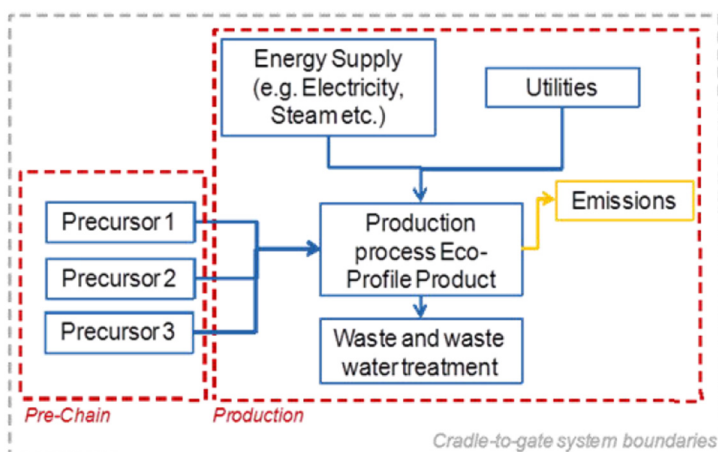 Energy Supply
(e.g. Electricity,
Steam etc.)
Utilities
Emissions
Precursor 1
Precursor 2
Precursor 3
Production
process Eco-
Profile Product
Waste and waste
water treatment
Pre-Chain
Production
Cradle-to-gate system boundaries